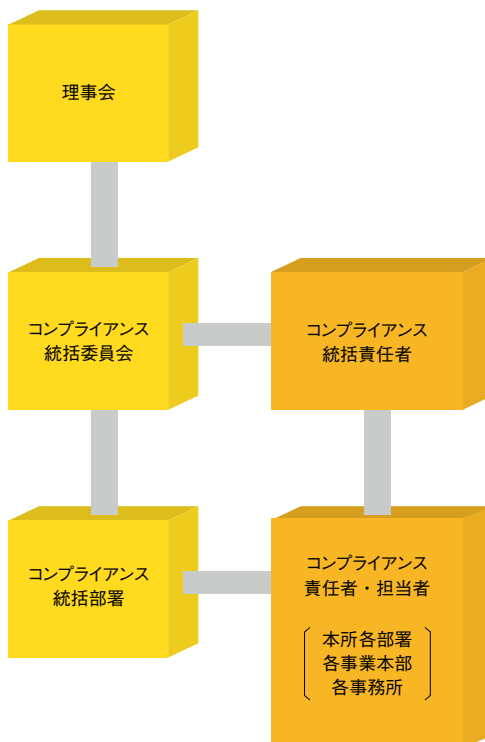 理事会
コンプライアンス
統括委員会
コンプライアンス
統括責任者
コンプライアンス
統括部署
コンプライアンス
責任者・担当者
本所各部署
各事業本部
各事務所